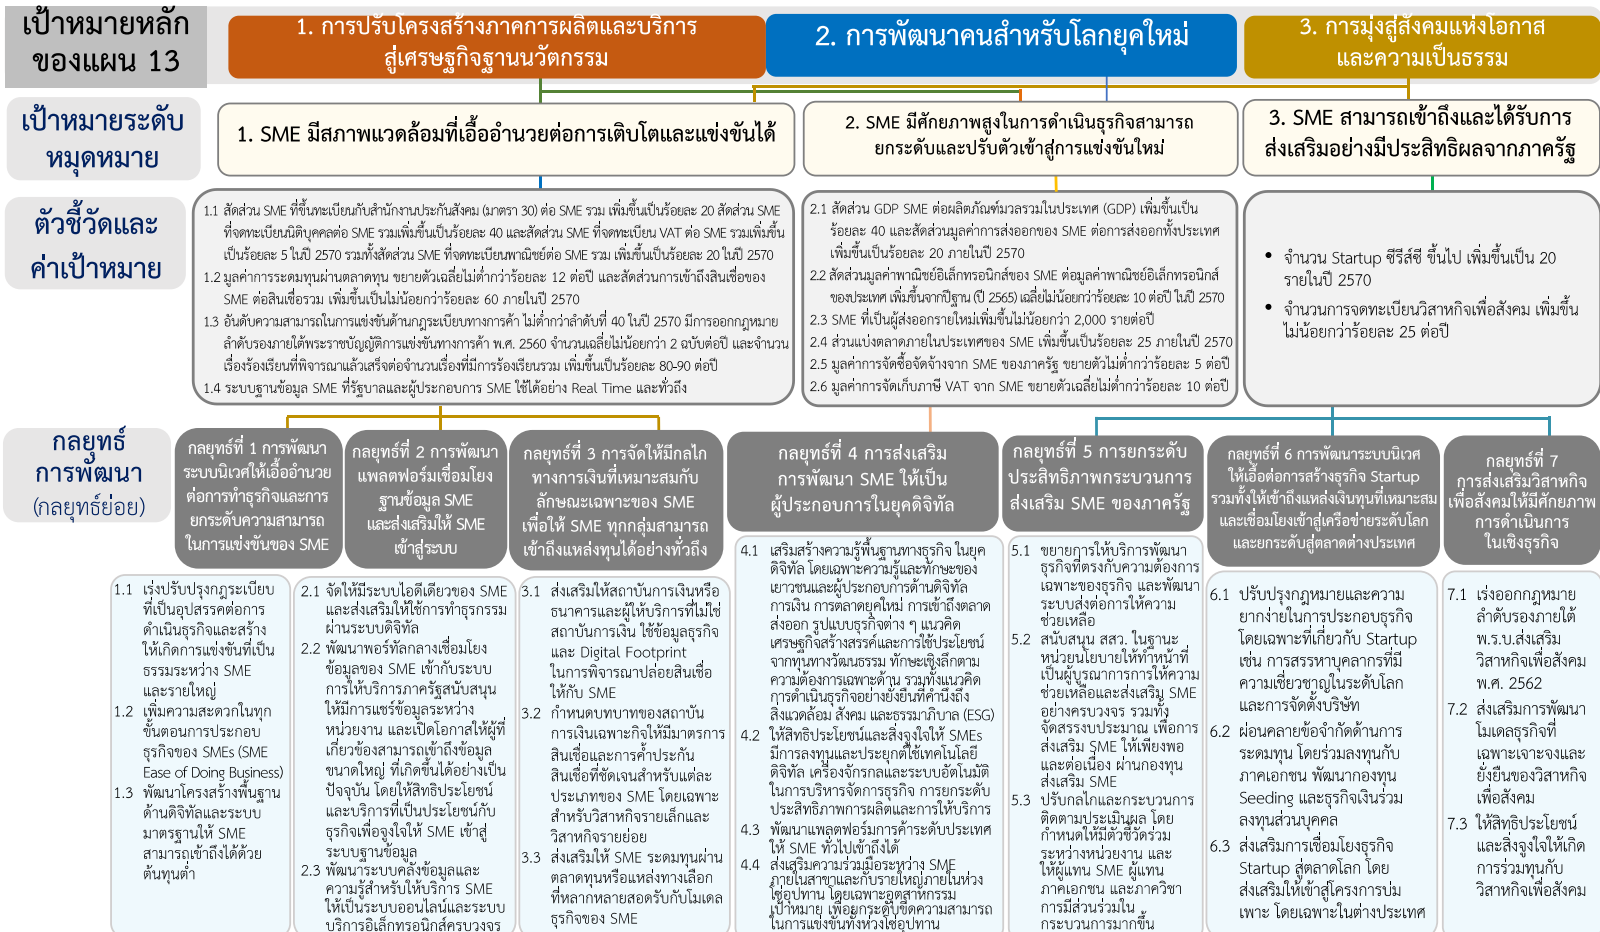 เป้าหมายหลัก
ของแผน 13
1. การปรับโครงสร้างภาคการผลิตและบริการ
สู่เศรษฐกิจฐานนวัตกรรม
2. การพัฒนาคนสำหรับโลกยุคใหม่
3. การมุ่งสู่สังคมแห่งโอกาส
และความเป็นธรรม
เป้าหมายระดับ
หมุดหมาย
1. SME มีสภาพแวดล้อมที่เอื้ออำนวยต่อการเติบโตและแข่งขันได้
2. SME มีศักยภาพสูงในการดำเนินธุรกิจสามารถ
ยกระดับและปรับตัวเข้าสู่การแข่งขันใหม่
3. SME สามารถเข้าถึงและได้รับการ
ส่งเสริมอย่างมีประสิทธิผลจากภาครัฐ
ตัวชี้วัดและ
ค่าเป้าหมาย
1.1 สัดส่วน SME ที่ขึ้นทะเบียนกับสำนักงานประกันสังคม (มาตรา 30) ต่อ SME รวม เพิ่มขึ้นเป็นร้อยละ 20 สัดส่วน SME
ที่จดทะเบียนนิติบุคคลต่อ SME รวมเพิ่มขึ้นเป็นร้อยละ 40 และสัดส่วน SME ที่จดทะเบียน VAT ต่อ SME รวมเพิ่มขึ้น
เป็นร้อยละ 5 ในปี 2570 รวมทั้งสัดส่วน SME ที่จดทะเบียนพาณิชย์ต่อ SME รวม เพิ่มขึ้นเป็นร้อยละ 20 ในปี 2570
1.2 มูลค่าการระดมทุนผ่านตลาดทุน ขยายตัวเฉลี่ยไม่ต่ำกว่าร้อยละ 12 ต่อปี และสัดส่วนการเข้าถึงสินเชื่อของ
SME ต่อสินเชื่อรวม เพิ่มขึ้นเป็นไม่น้อยกว่าร้อยละ 60 ภายในปี 2570
1.3 อันดับความสามารถในการแข่งขันด้านกฎระเบียบทางการค้า ไม่ต่ำกว่าลำดับที่ 40 ในปี 2570 มีการออกกฎหมาย
ลำดับรองภายใต้พระราชบัญญัติการแข่งขันทางการค้า พ.ศ. 2560 จำนวนเฉลี่ยไม่น้อยกว่า 2 ฉบับต่อปี และจำนวน
เรื่องร้องเรียนที่พิจารณาแล้วเสร็จต่อจำนวนเรื่องที่มีการร้องเรียนรวม เพิ่มขึ้นเป็นร้อยละ 80-90 ต่อปี
1.4 ระบบฐานข้อมูล SME ที่รัฐบาลและผู้ประกอบการ SME ใช้ได้อย่าง Real Time และทั่วถึง
2.1 สัดส่วน GDP SME ต่อผลิตภัณฑ์มวลรวมในประเทศ (GDP) เพิ่มขึ้นเป็น
ร้อยละ 40 และสัดส่วนมูลค่าการส่งออกของ SME ต่อการส่งออกทั้งประเทศ
เพิ่มขึ้นเป็นร้อยละ 20 ภายในปี 2570
2.2 สัดส่วนมูลค่าพาณิชย์อิเล็กทรอนิกส์ของ SME ต่อมูลค่าพาณิชย์อิเล็กทรอนิกส์
ของประเทศ เพิ่มขึ้นจากปีฐาน (ปี 2565) เฉลี่ยไม่น้อยกว่าร้อยละ 10 ต่อปี ในปี 2570
2.3 SME ที่เป็นผู้ส่งออกรายใหม่เพิ่มขึ้นไม่น้อยกว่า 2,000 รายต่อปี
2.4 ส่วนแบ่งตลาดภายในประเทศของ SME เพิ่มขึ้นเป็นร้อยละ 25 ภายในปี 2570
2.5 มูลค่าการจัดซื้อจัดจ้างจาก SME ของภาครัฐ ขยายตัวไม่ต่ำกว่าร้อยละ 5 ต่อปี
2.6 มูลค่าการจัดเก็บภาษี VAT จาก SME ขยายตัวเฉลี่ยไม่ต่ำกว่าร้อยละ 10 ต่อปี
• จำนวน Startup ซีรีส์ซี ขึ้นไป เพิ่มขึ้นเป็น 20
รายในปี 2570
• จำนวนการจดทะเบียนวิสาหกิจเพื่อสังคม เพิ่มขึ้น
ไม่น้อยกว่าร้อยละ 25 ต่อปี
กลยุทธ์
การพัฒนา
(กลยุทธ์ย่อย)
กลยุทธ์ที่ 1 การพัฒนา
ระบบนิเวศให้เอื้ออำนวย
ต่อการทำธุรกิจและการ
ยกระดับความสามารถ
ในการแข่งขันของ SME
กลยุทธ์ที่ 2 การพัฒนา
แพลตฟอร์มเชื่อมโยง
ฐานข้อมูล SME
และส่งเสริมให้ SME
เข้าสู่ระบบ
กลยุทธ์ที่ 3 การจัดให้มีกลไก
ทางการเงินที่เหมาะสมกับ
ลักษณะเฉพาะของ SME
เพื่อให้ SME ทุกกลุ่มสามารถ
เข้าถึงแหล่งทุนได้อย่างทั่วถึง
กลยุทธ์ที่ 4 การส่งเสริม
การพัฒนา SME ให้เป็น
ผู้ประกอบการในยุคดิจิทัล
กลยุทธ์ที่ 5 การยกระดับ
ประสิทธิภาพกระบวนการ
ส่งเสริม SME ของภาครัฐ
กลยุทธ์ที่ 6 การพัฒนาระบบนิเวศ
ให้เอื้อต่อการสร้างธุรกิจ Startup
รวมทั้งให้เข้าถึงแหล่งเงินทุนที่เหมาะสม
และเชื่อมโยงเข้าสู่เครือข่ายระดับโลก
และยกระดับสู่ตลาดต่างประเทศ
กลยุทธ์ที่ 7
การส่งเสริมวิสาหกิจ
เพื่อสังคมให้มีศักยภาพ
การดำเนินการ
ในเชิงธุรกิจ
1.1 เร่งปรับปรุงกฎระเบียบ
ที่เป็นอุปสรรคต่อการ
ดำเนินธุรกิจและสร้าง
ให้เกิดการแข่งขันที่เป็น
ธรรมระหว่าง SME
และรายใหญ่
1.2 เพิ่มความสะดวกในทุก
ขั้นตอนการประกอบ
ธุรกิจของ SMEs (SME
Ease of Doing Business)
1.3 พัฒนาโครงสร้างพื้นฐาน
ด้านดิจิทัลและระบบ
มาตรฐานให้ SME
สามารถเข้าถึงได้ด้วย
ต้นทุนต่ำ
2.1 จัดให้มีระบบไอดีเดียวของ SME
และส่งเสริมให้ใช้การทำธุรกรรม
ผ่านระบบดิจิทัล
2.2 พัฒนาพอร์ทัลกลางเชื่อมโยง
ข้อมูลของ SME เข้ากับระบบ
การให้บริการภาครัฐสนับสนุน
ให้มีการแชร์ข้อมูลระหว่าง
หน่วยงาน และเปิดโอกาสให้ผู้ที่
เกี่ยวข้องสามารถเข้าถึงข้อมูล
ขนาดใหญ่ ที่เกิดขึ้นได้อย่างเป็น
ปัจจุบัน โดยให้สิทธิประโยชน์
และบริการที่เป็นประโยชน์กับ
ธุรกิจเพื่อจูงใจให้ SME เข้าสู่
ระบบฐานข้อมูล
2.3 พัฒนาระบบคลังข้อมูลและ
ความรู้สำหรับให้บริการ SME
ให้เป็นระบบออนไลน์และระบบ
บริการอิเล็กทรอนิกส์ครบวงจร
3.1 ส่งเสริมให้สถาบันการเงินหรือ
ธนาคารและผู้ให้บริการที่ไม่ใช่
สถาบันการเงิน ใช้ข้อมูลธุรกิจ
และ Digital Footprint
ในการพิจารณาปล่อยสินเชื่อ
ให้กับ SME
3.2 กำหนดบทบาทของสถาบัน
การเงินเฉพาะกิจให้มีมาตรการ
สินเชื่อและการค้ำประกัน
สินเชื่อที่ชัดเจนสำหรับแต่ละ
ประเภทของ SME โดยเฉพาะ
สำหรับวิสาหกิจรายเล็กและ
วิสาหกิจรายย่อย
3.3 ส่งเสริมให้ SME ระดมทุนผ่าน
ตลาดทุนหรือแหล่งทางเลือก
ที่หลากหลายสอดรับกับโมเดล
ธุรกิจของ SME
4.1 เสริมสร้างความรู้พื้นฐานทางธุรกิจ ในยุค
ดิจิทัล โดยเฉพาะความรู้และทักษะของ
เยาวชนและผู้ประกอบการด้านดิจิทัล
การเงิน การตลาดยุคใหม่ การเข้าถึงตลาด
ส่งออก รูปแบบธุรกิจต่าง ๆ แนวคิด
เศรษฐกิจสร้างสรรค์และการใช้ประโยชน์
จากทุนทางวัฒนธรรม ทักษะเชิงลึกตาม
ความต้องการเฉพาะด้าน รวมทั้งแนวคิด
การดำเนินธุรกิจอย่างยั่งยืนที่คำนึงถึง
สิ่งแวดล้อม สังคม และธรรมาภิบาล (ESG)
4.2 ให้สิทธิประโยชน์และสิ่งจูงใจให้ SMEs
มีการลงทุนและประยุกต์ใช้เทคโนโลยี
ดิจิทัล เครื่องจักรกลและระบบอัตโนมัติ
ในการบริหารจัดการธุรกิจ การยกระดับ
ประสิทธิภาพการผลิตและการให้บริการ
4.3 พัฒนาแพลตฟอร์มการค้าระดับประเทศ
ให้ SME ทั่วไปเข้าถึงได้
4.4 ส่งเสริมความร่วมมือระหว่าง SME
ภายในสาขาและกับรายใหญ่ภายในห่วง
โซ่อุปทาน โดยเฉพาะอุตสาหกรรม
เป้าหมาย เพื่อยกระดับขีดความสามารถ
ในการแข่งขันทั้งห่วงโซ่อุปทาน
5.1 ขยายการให้บริการพัฒนา
ธุรกิจที่ตรงกับความต้องการ
เฉพาะของธุรกิจ และพัฒนา
ระบบส่งต่อการให้ความ
ช่วยเหลือ
5.2 สนับสนุน สสว. ในฐานะ
หน่วยนโยบายให้ทำหน้าที่
เป็นผู้บูรณาการการให้ความ
ช่วยเหลือและส่งเสริม SME
อย่างครบวงจร รวมทั้ง
จัดสรรงบประมาณ เพื่อการ
ส่งเสริม SME ให้เพียงพอ
และต่อเนื่อง ผ่านกองทุน
ส่งเสริม SME
5.3 ปรับกลไกและกระบวนการ
ติดตามประเมินผล โดย
กำหนดให้มีตัวชี้วัดร่วม
ระหว่างหน่วยงาน และ
ให้ผู้แทน SME ผู้แทน
ภาคเอกชน และภาควิชา
การมีส่วนร่วมใน
กระบวนการมากขึ้น
6.1 ปรับปรุงกฎหมายและความ
ยากง่ายในการประกอบธุรกิจ
โดยเฉพาะที่เกี่ยวกับ Startup
เช่น การสรรหาบุคลากรที่มี
ความเชี่ยวชาญในระดับโลก
และการจัดตั้งบริษัท
6.2 ผ่อนคลายข้อจำกัดด้านการ
ระดมทุน โดยร่วมลงทุนกับ
ภาคเอกชน พัฒนากองทุน
Seeding และธุรกิจเงินร่วม
ลงทุนส่วนบุคคล
6.3 ส่งเสริมการเชื่อมโยงธุรกิจ
Startup สู่ตลาดโลก โดย
ส่งเสริมให้เข้าสู่โครงการบ่ม
เพาะ โดยเฉพาะในต่างประเทศ
7.1 เร่งออกกฎหมาย
ลำดับรองภายใต้
พ.ร.บ.ส่งเสริม
วิสาหกิจเพื่อสังคม
พ.ศ. 2562
7.2 ส่งเสริมการพัฒนา
โมเดลธุรกิจที่
เฉพาะเจาะจงและ
ยั่งยืนของวิสาหกิจ
เพื่อสังคม
7.3 ให้สิทธิประโยชน์
และสิ่งจูงใจให้เกิด
การร่วมทุนกับ
วิสาหกิจเพื่อสังคม